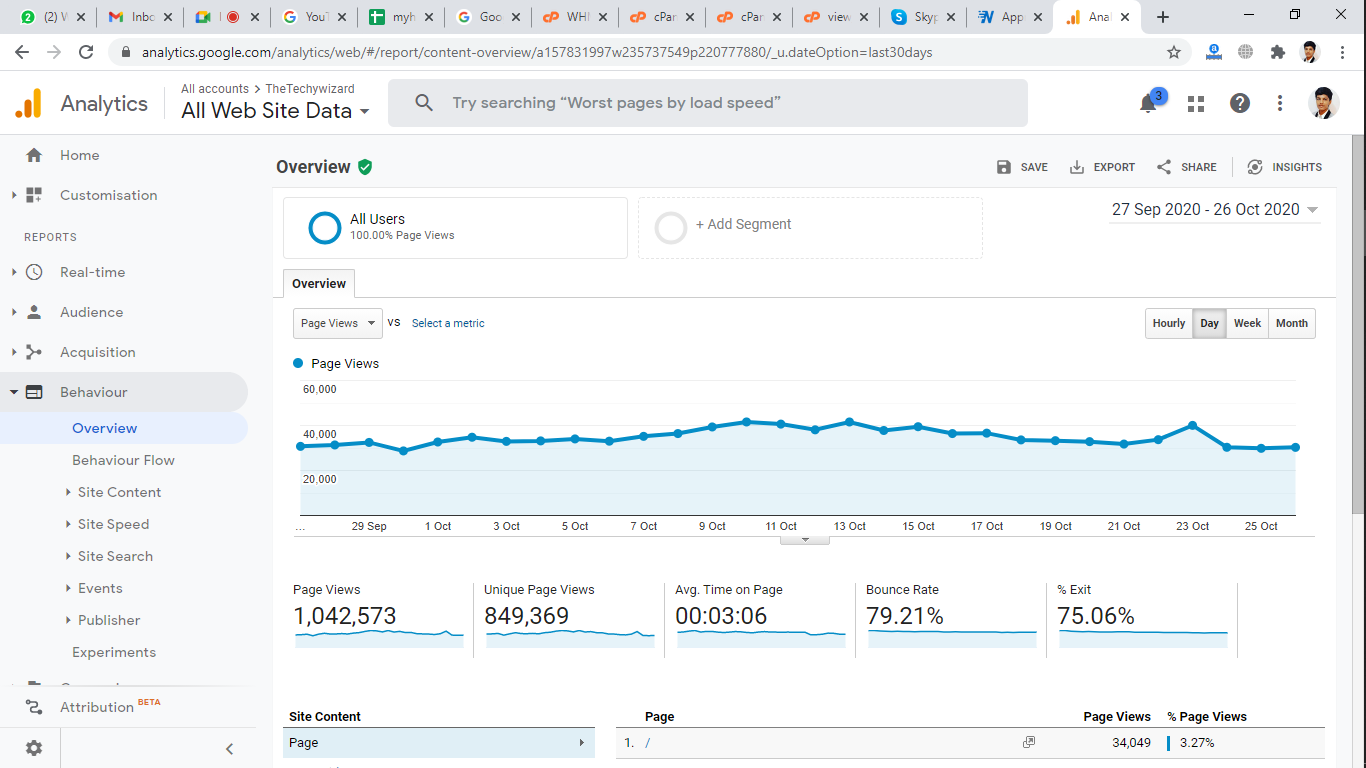 (2) W
Inbo
YouT
myh
Goo
WHI
cPan
cPan
view
Skyp
App
Anal
analytics.google.com/analytics/web/#/report/content-overview/a157831997w235737549p220777880/_u.dateOption=last30days
Analytics
All accounts > TheTechywizard
All Web Site Data
Try searching “Worst pages by load speed”
3
Home
Customisation
REPORTS
Real-time
Audience
Acquisition
Behaviour
Overview
Behaviour Flow
Site Content
Site Speed
Site Search
Events
Publisher
Experiments
Attribution BETA
Overview
SAVE EXPORT SHARE INSIGHTS
All Users
100.00% Page Views
+ Add Segment
27 Sep 2020 - 26 Oct 2020
Overview
Page Views VS Select a metric
Hourly Day Week Month
Page Views
60,000
40,000
20,000
... 29 Sep 1 Oct 3 Oct 5 Oct 7 Oct 9 Oct 11 Oct 13 Oct 15 Oct 17 Oct 19 Oct 21 Oct 23 Oct 25 Oct
Page Views
1,042,573
Unique Page Views
849,369
Avg. Time on Page
00:03:06
Bounce Rate
79.21%
% Exit
75.06%
Site Content
Page
Page Page Views % Page Views
1. / 34,049 3.27%